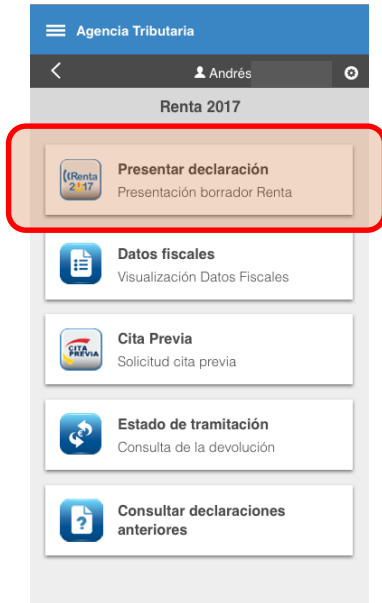 Agencia Tributaria
Andrés
Renta 2017
((Renta
2017
Presentar declaración
Presentación borrador Renta
Datos fiscales
Visualización Datos Fiscales
CITA
PREVIA
Cita Previa
Solicitud cita previa
Estado de tramitación
Consulta de la devolución
?
Consultar declaraciones
anteriores